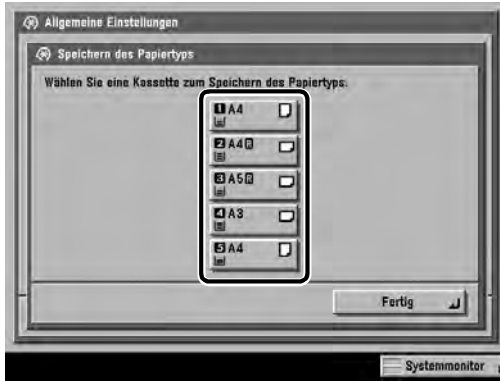 Allgemeine Einstellungen
Speichern des Papiertyps
Wählen Sie eine Kassette zum Speichern des Papiertyps.
1 A4
2 A4R
3 A5R
4 A3
5 A4
Fertig
Systemmonitor